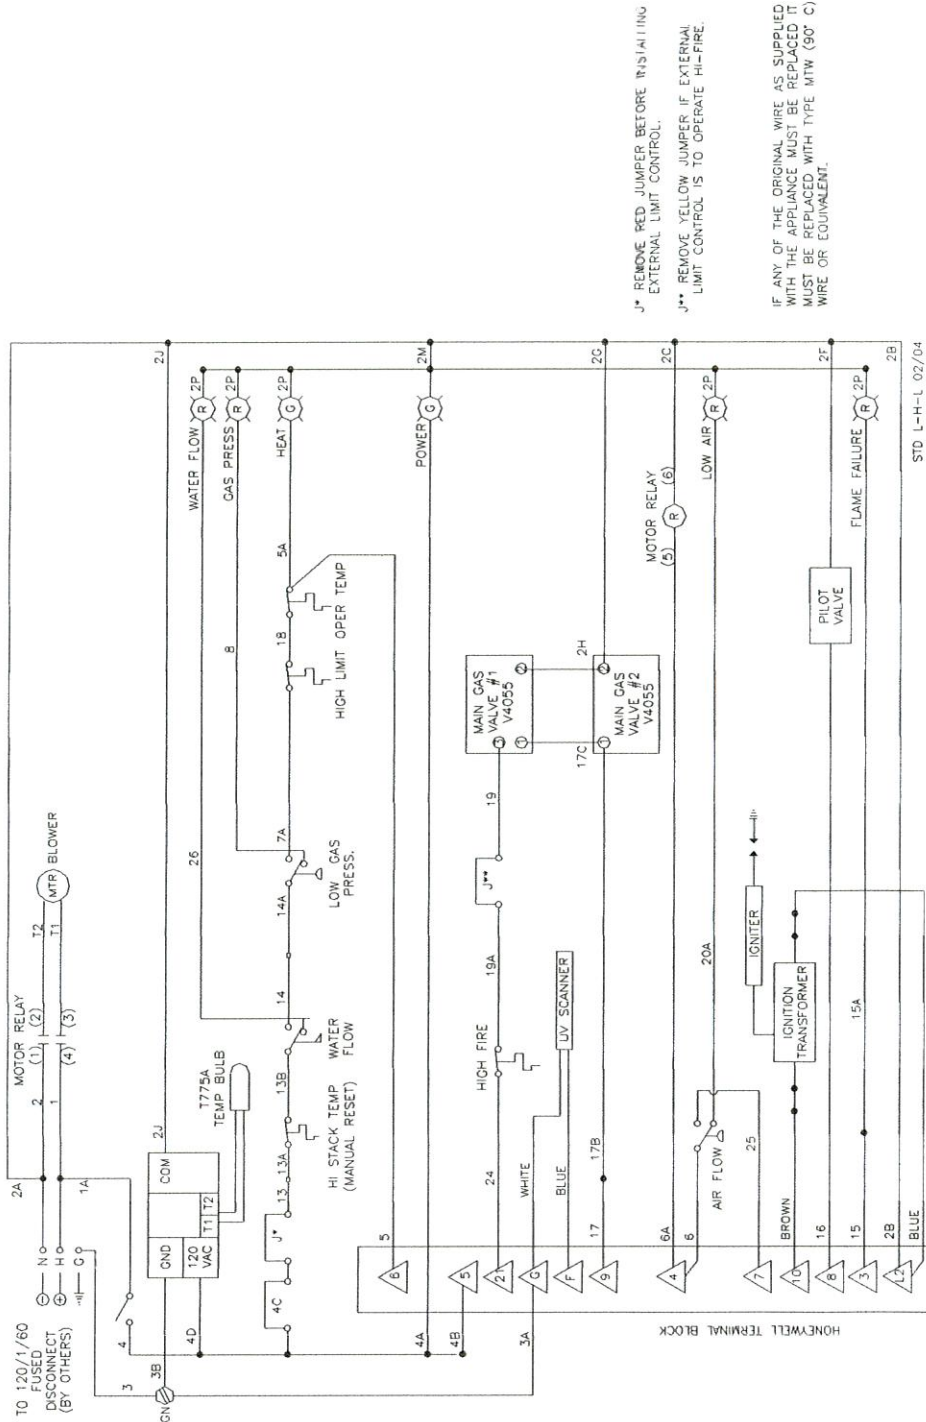 TO 120/1/60
FUSED
DISCONNECT
(BY OTHERS)
N
H
G
2A
1A
2
1
MOTOR RELAY
(1) (2)
(4) (3)
T2
T1
MTR
BLOWER
3
4
3B
GN
4D
GND
120
VAC
COM
T1 T2
2J
2J
T775A
TEMP BULB
4C
J*
13
13A
HI STACK TEMP
(MANUAL RESET)
13B
WATER
FLOW
14
14A
LOW GAS
PRESS.
7A
HIGH LIMIT
18
OPER TEMP
5A
HEAT
G
2P
26
WATER FLOW
R
2P
8
GAS PRESS
R
2P
4A
4B
3A
POWER
G
2M
5
6
5
21
24
HIGH FIRE
19A
J**
19
MAIN GAS
VALVE #1
V4055
3
1
2
17C
2H
MAIN GAS
VALVE #2
V4055
1
2
2G
G
WHITE
F
BLUE
UV SCANNER
9
17
17B
4
6A
6
MOTOR RELAY
(5) R (6)
2C
AIR FLOW
20A
LOW AIR
R
2P
7
25
IGNITER
10
BROWN
IGNITION
TRANSFORMER
8
16
PILOT
VALVE
2F
3
15
15A
FLAME FAILURE
R
2P
L2
2B
BLUE
2B
HONEYWELL TERMINAL BLOCK
STD L-H-L 02/04
J* REMOVE RED JUMPER BEFORE INSTALLING
EXTERNAL LIMIT CONTROL.
J** REMOVE YELLOW JUMPER IF EXTERNAL
LIMIT CONTROL IS TO OPERATE HI-FIRE.
IF ANY OF THE ORIGINAL WIRE AS SUPPLIED
WITH THE APPLIANCE MUST BE REPLACED IT
MUST BE REPLACED WITH TYPE MTW (90° C)
WIRE OR EQUIVALENT.